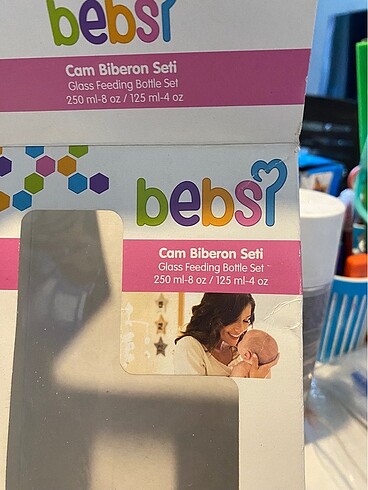 bebsi
Cam Biberon Seti
Glass Feeding Bottle Set
250 ml-8 oz / 125 ml-4 oz
bebsi
Cam Biberon Seti
Glass Feeding Bottle Set
250 ml-8 oz / 125 ml-4 oz